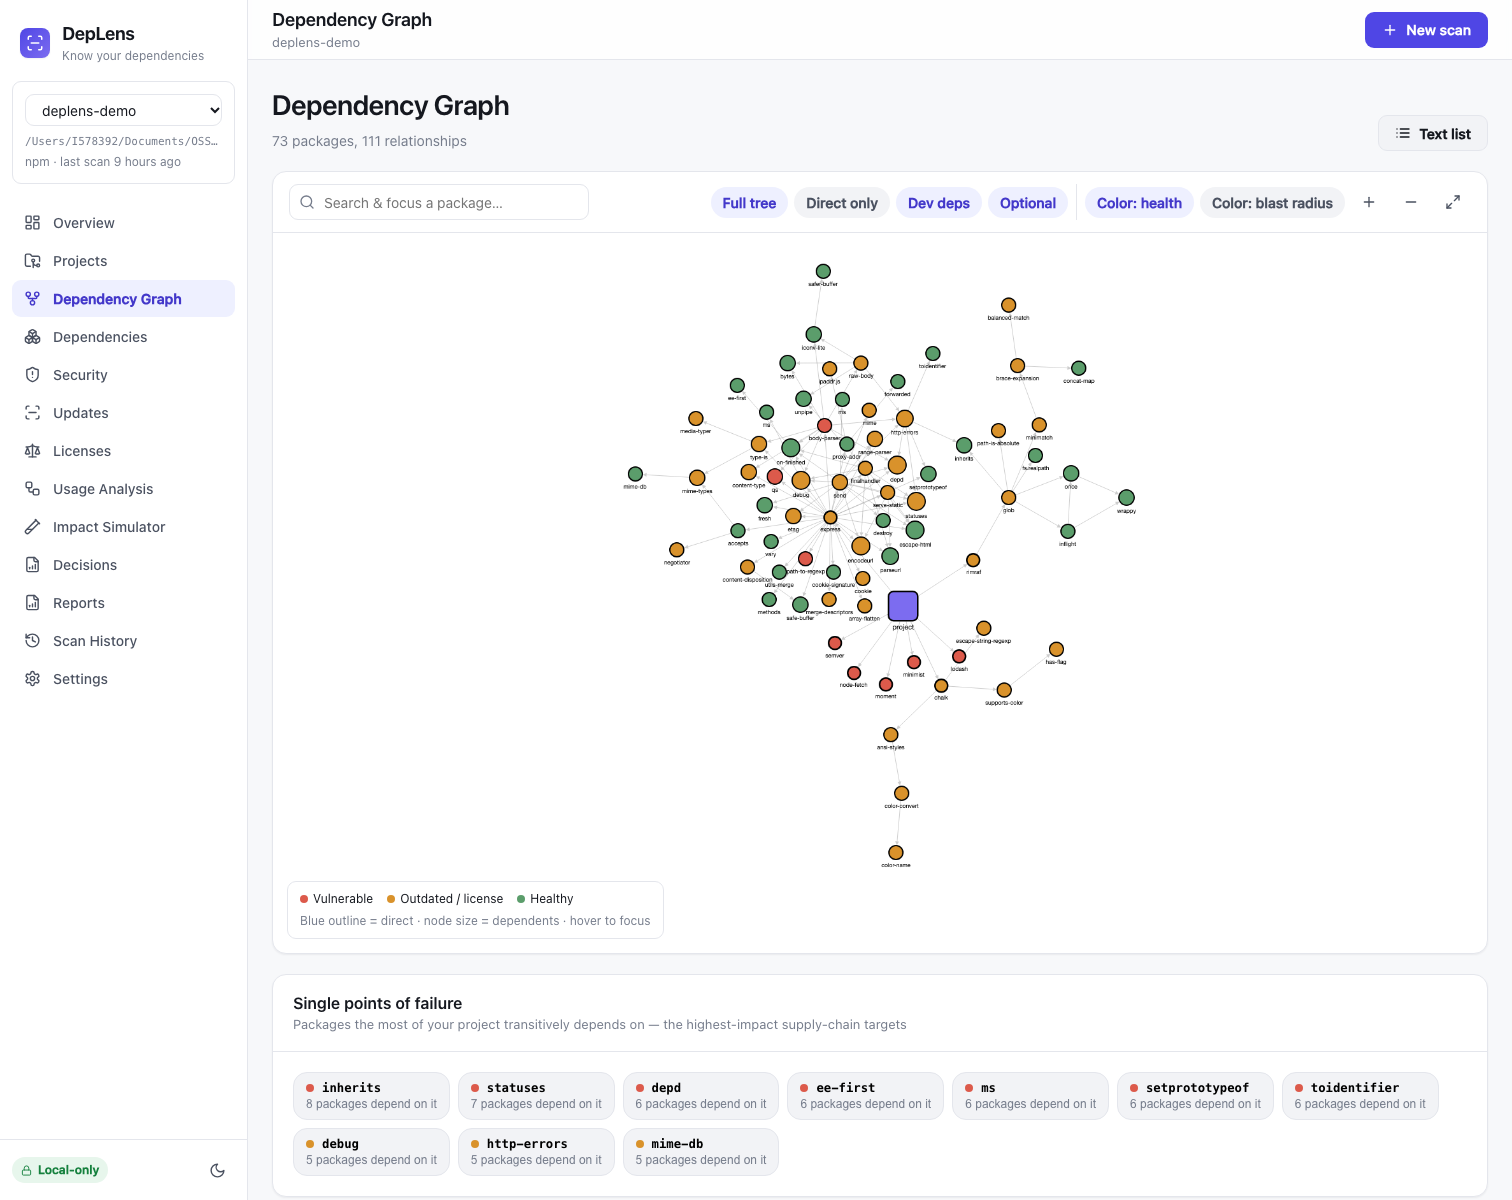 DepLens
Know your dependencies
deplens-demo
/Users/I578392/Documents/OSS…
npm · last scan 9 hours ago
Overview
Projects
Dependency Graph
Dependencies
Security
Updates
Licenses
Usage Analysis
Impact Simulator
Decisions
Reports
Scan History
Settings
Local-only
Dependency Graph
deplens-demo
New scan
Dependency Graph
73 packages, 111 relationships
Text list
Search & focus a package...
Full tree
Direct only
Dev deps
Optional
Color: health
Color: blast radius
safer-buffer
balanced-match
iconv-lite
toidentifier
bytes
ipaddr.js
raw-body
brace-expansion
concat-map
forwarded
ee-first
unpipe
ms
ms
mime
media-typer
body-parser
http-errors
path-is-absolute
minimatch
type-is
on-finished
proxy-addr
range-parser
inherits
fs.realpath
mime-db
mime-types
content-type
qs
debug
send
finalhandler
depd
setprototypeof
once
serve-static
statuses
glob
wrappy
fresh
etag
express
destroy
escape-html
accepts
inflight
negotiator
vary
encodeurl
parseurl
content-disposition
path-to-regexp
rimraf
utils-merge
cookie-signature
cookie
methods
safe-buffer
merge-descriptors
array-flatten
project
semver
escape-string-regexp
node-fetch
minimist
lodash
has-flag
moment
chalk
supports-color
ansi-styles
color-convert
color-name
Vulnerable
Outdated / license
Healthy
Blue outline = direct · node size = dependents · hover to focus
Single points of failure
Packages the most of your project transitively depends on — the highest-impact supply-chain targets
inherits
8 packages depend on it
statuses
7 packages depend on it
depd
6 packages depend on it
ee-first
6 packages depend on it
ms
6 packages depend on it
setprototypeof
6 packages depend on it
toidentifier
6 packages depend on it
debug
5 packages depend on it
http-errors
5 packages depend on it
mime-db
5 packages depend on it